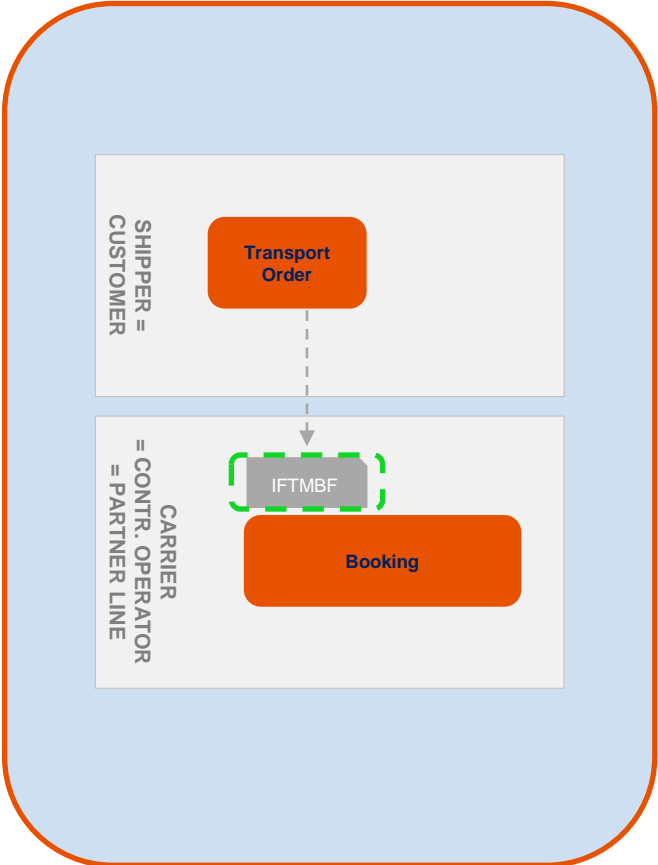 SHIPPER =
CUSTOMER
Transport
Order
CARRIER
= CONTR. OPERATOR
= PARTNER LINE
IFTMBF
Booking